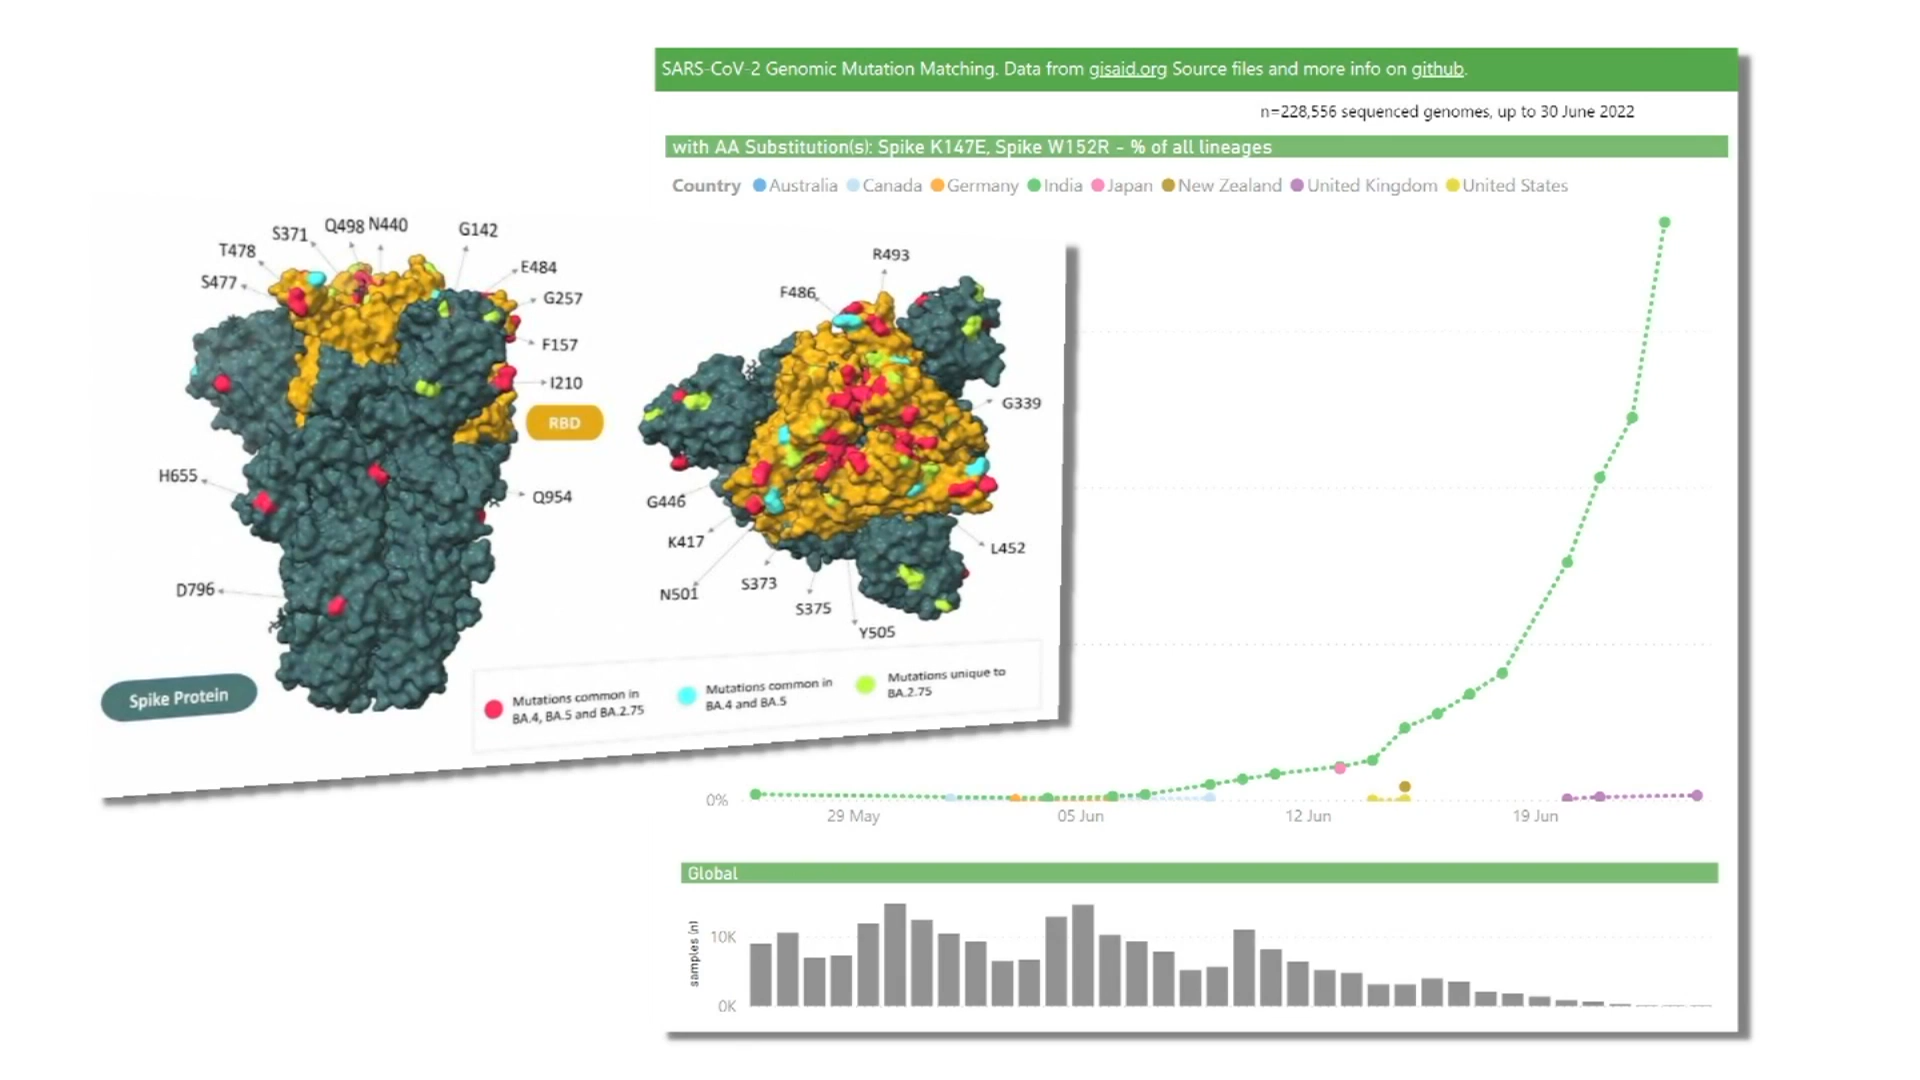 SARS-CoV-2 Genomic Mutation Matching. Data from gisaid.org Source files and more info on github.
n=228,556 sequenced genomes, up to 30 June 2022
with AA Substitution(s): Spike K147E, Spike W152R - % of all lineages
Country Australia Canada Germany India Japan New Zealand United Kingdom United States
S371 Q498 N440 G142
T478
S477
E484
G257
F157
I210
RBD
H655
Q954
D796
Spike Protein
R493
F486
G339
G446
K417
L452
N501
S373
S375
Y505
Mutations common in
BA.4, BA.5 and BA.2.75
Mutations common in
BA.4 and BA.5
Mutations unique to
BA.2.75
0%
29 May 05 Jun 12 Jun 19 Jun
Global
samples (n)
10K
0K